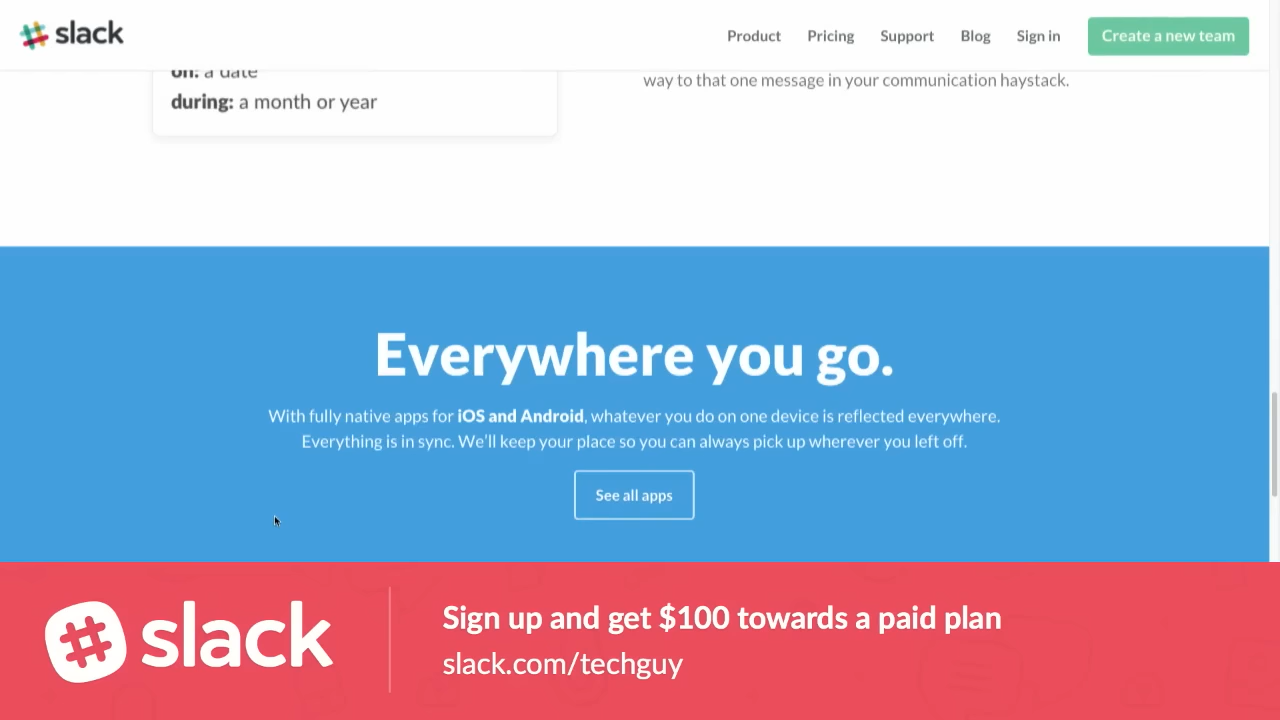 slack
Product Pricing Support Blog Sign in Create a new team
on: a date
during: a month or year
way to that one message in your communication haystack.
Everywhere you go.
With fully native apps for iOS and Android, whatever you do on one device is reflected everywhere.
Everything is in sync. We'll keep your place so you can always pick up wherever you left off.
See all apps
slack
Sign up and get $100 towards a paid plan
slack.com/techguy